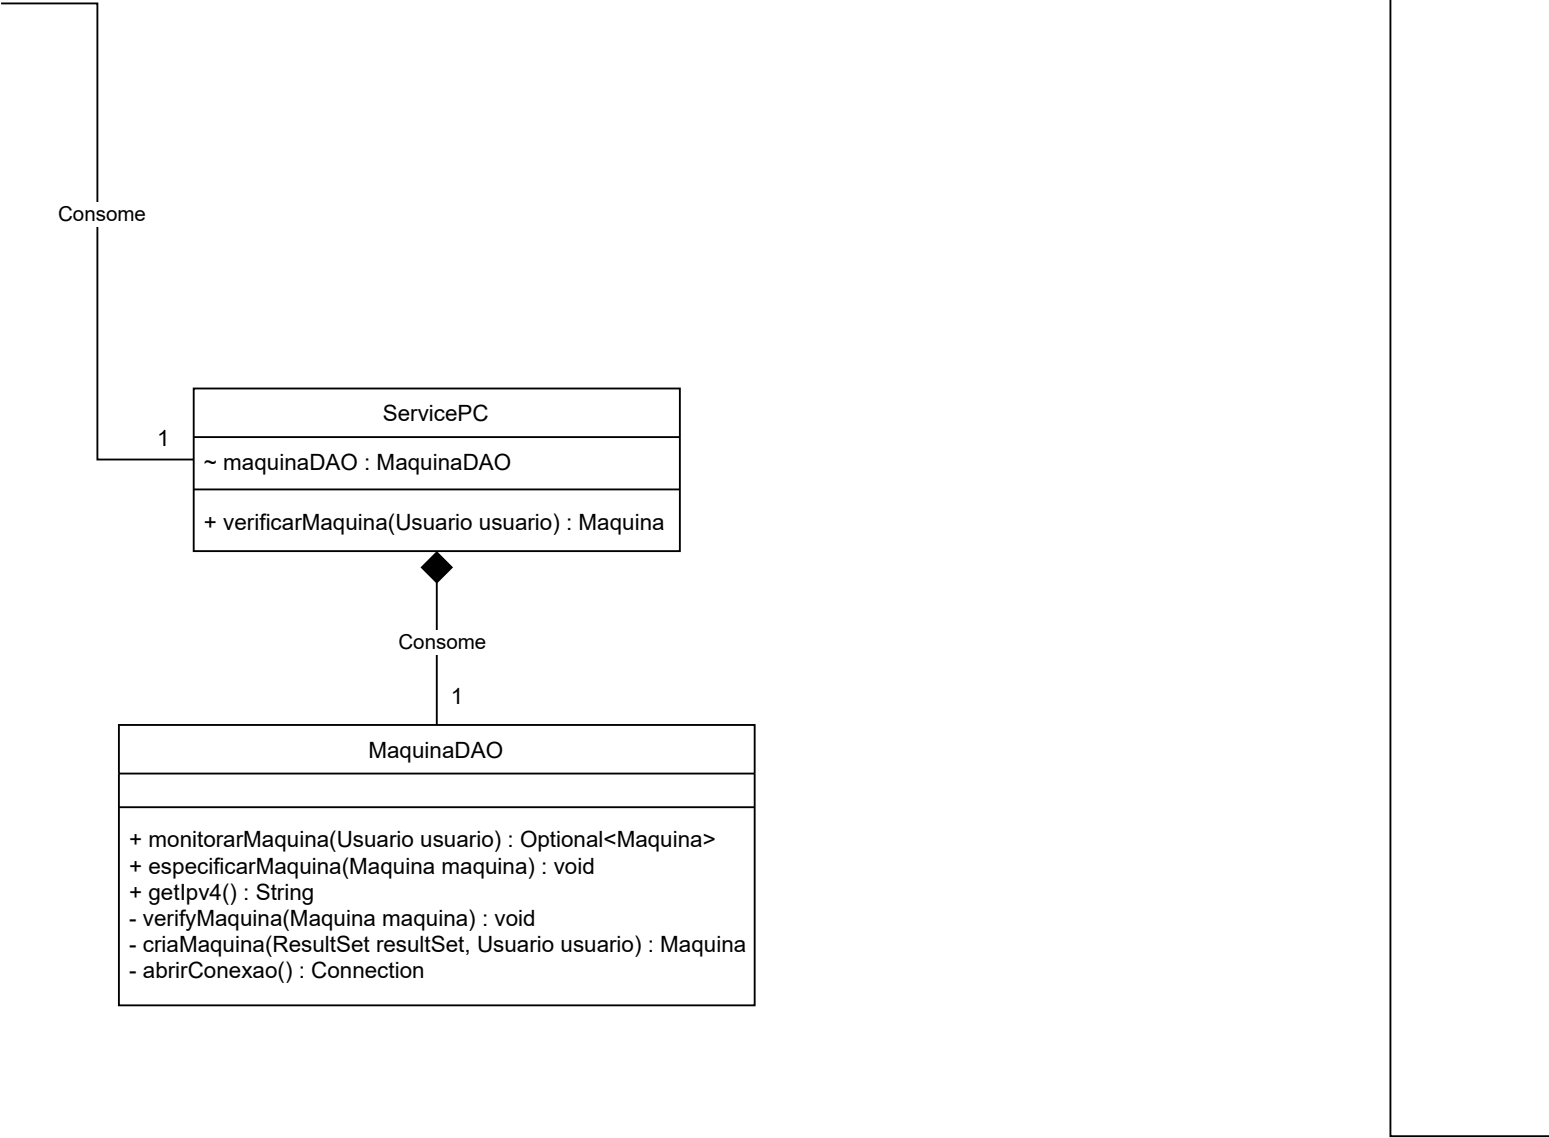 Consome
1
ServicePC
~ maquinaDAO : MaquinaDAO
+ verificarMaquina(Usuario usuario) : Maquina
Consome
1
MaquinaDAO
+ monitorarMaquina(Usuario usuario) : Optional<Maquina>
+ especificarMaquina(Maquina maquina) : void
+ getIpv4() : String
- verifyMaquina(Maquina maquina) : void
- criaMaquina(ResultSet resultSet, Usuario usuario) : Maquina
- abrirConexao() : Connection